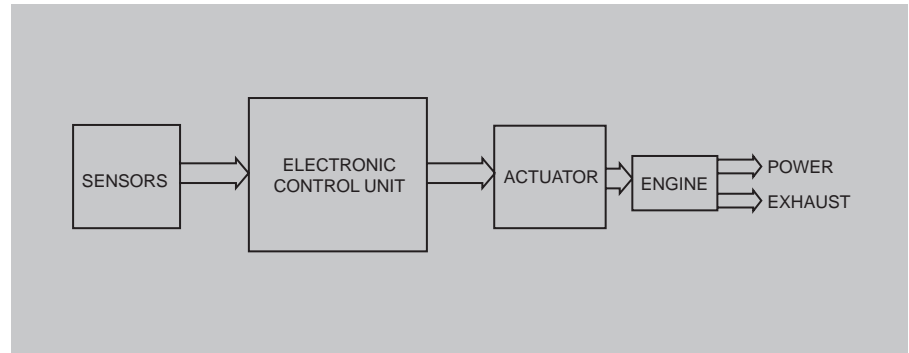 SENSORS
ELECTRONIC
CONTROL UNIT
ACTUATOR
ENGINE
POWER
EXHAUST